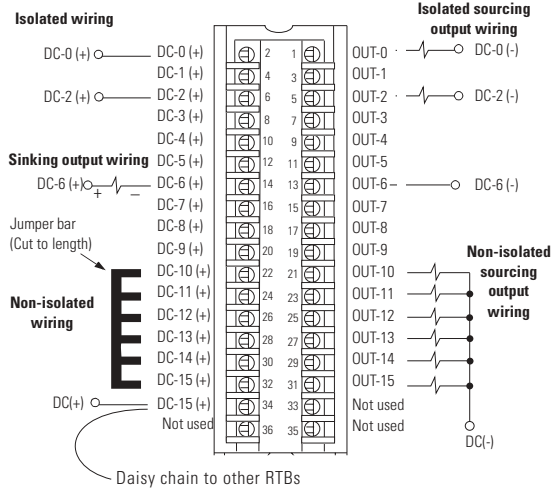 Isolated wiring
Isolated sourcing
output wiring
DC-0 (+) DC-0 (+) 2 1 OUT-0 DC-0 (-)
DC-1 (+) 4 3 OUT-1
DC-2 (+) DC-2 (+) 6 5 OUT-2 DC-2 (-)
DC-3 (+) 8 7 OUT-3
DC-4 (+) 10 9 OUT-4
Sinking output wiring
DC-5 (+) 12 11 OUT-5
DC-6 (+) + – DC-6 (+) 14 13 OUT-6 DC-6 (-)
DC-7 (+) 16 15 OUT-7
Jumper bar
(Cut to length)
DC-8 (+) 18 17 OUT-8
DC-9 (+) 20 19 OUT-9
Non-isolated
sourcing
output
wiring
DC-10 (+) 22 21 OUT-10
Non-isolated
wiring
DC-11 (+) 24 23 OUT-11
DC-12 (+) 26 25 OUT-12
DC-13 (+) 28 27 OUT-13
DC-14 (+) 30 29 OUT-14
DC-15 (+) 32 31 OUT-15
DC(+) DC-15 (+) 34 33 Not used
Not used 36 35 Not used
DC(-)
Daisy chain to other RTBs